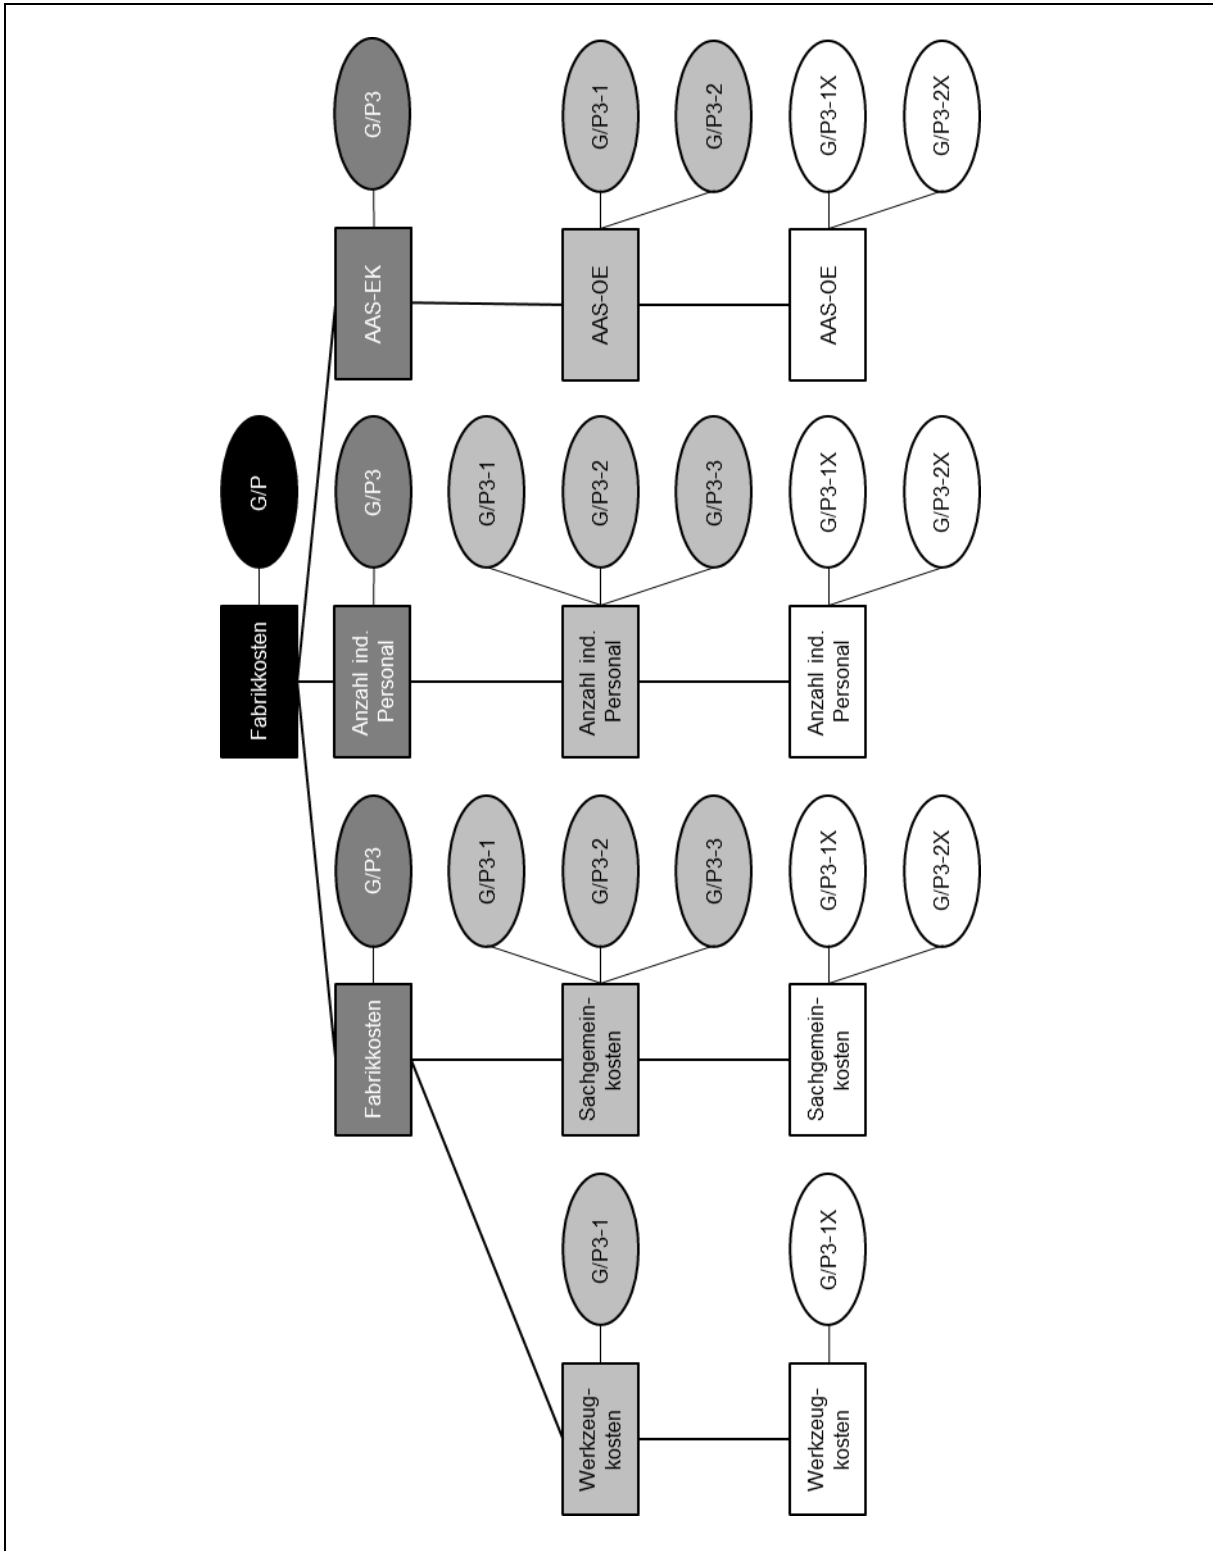 Fabrikkosten
G/P
Fabrikkosten
G/P3
Anzahl ind.
Personal
G/P3
AAS-EK
G/P3
G/P3-1
G/P3-1
Werkzeug-
kosten
G/P3-1
Sachgemein-
kosten
G/P3-2
Anzahl ind.
Personal
G/P3-2
AAS-OE
G/P3-1
G/P3-3
G/P3-3
G/P3-2
Werkzeug-
kosten
G/P3-1X
Sachgemein-
kosten
G/P3-1X
Anzahl ind.
Personal
G/P3-1X
AAS-OE
G/P3-1X
G/P3-2X
G/P3-2X
G/P3-2X